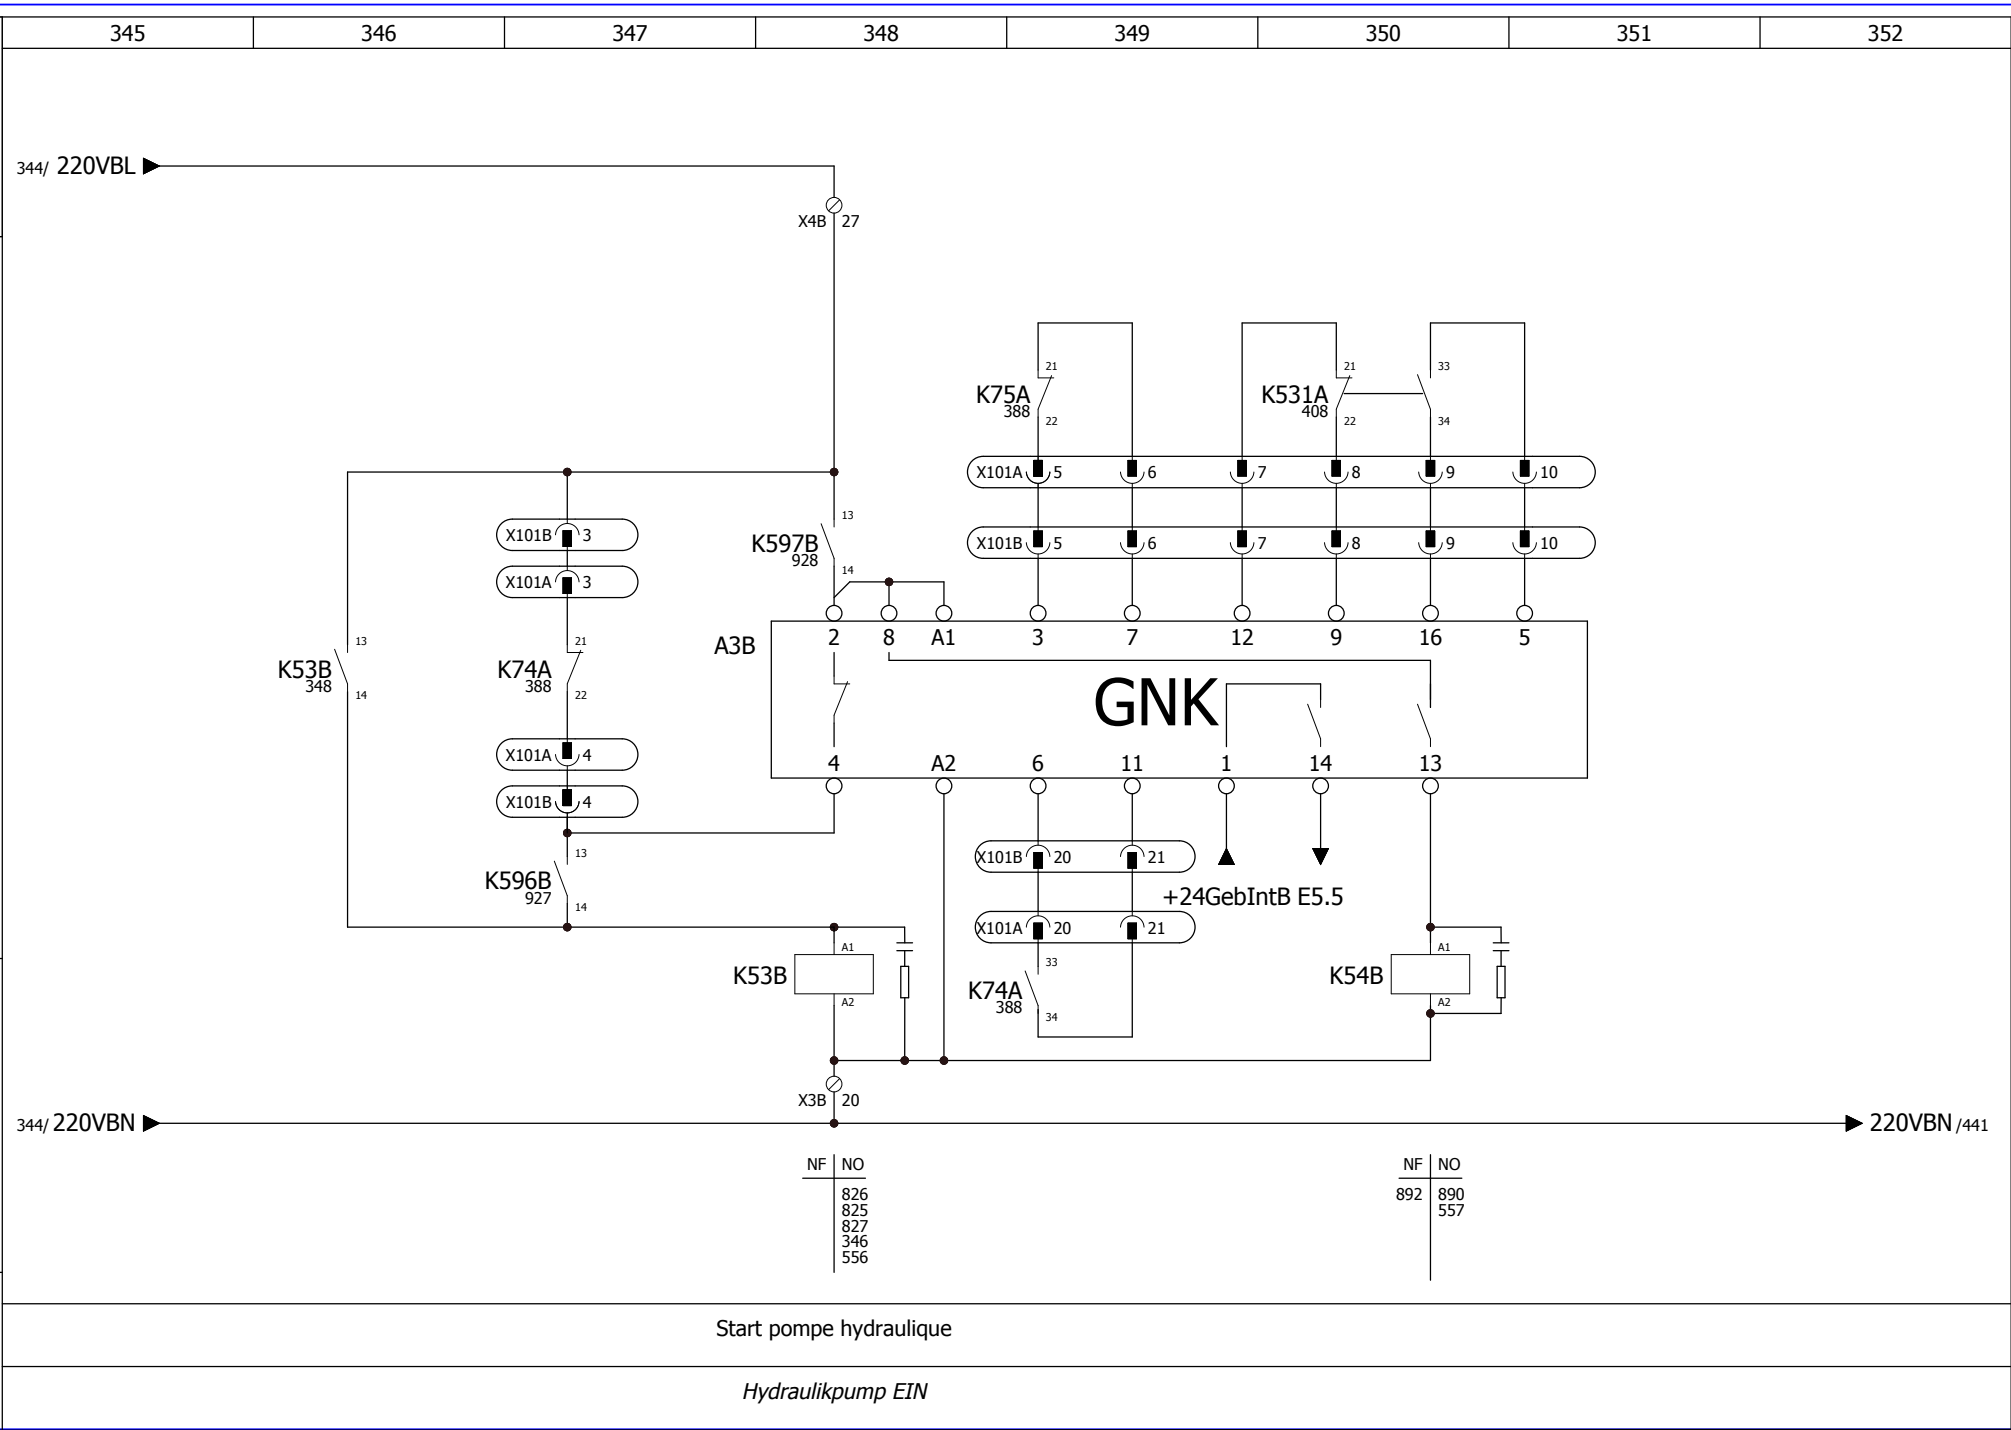 345 346 347 348 349 350 351 352
344/ 220VBL
X4B 27
21 21 33
K75A K531A
388 408
22 22 34
X101A 5 6 7 8 9 10
13
X101B 3
K597B X101B 5 6 7 8 9 10
928
14
X101A 3
2 8 A1 3 7 12 9 16 5
A3B
13 21
K53B K74A
348 388
14 22
GNK
X101A 4
4 A2 6 11 1 14 13
X101B 4
13
X101B 20 21
K596B
927
14
+24GebIntB E5.5
X101A 20 21
A1 A1
33
K53B K54B
K74A
388
A2 A2
34
X3B 20
344/ 220VBN
220VBN /441
NF NO NF NO
826 892 890
825 557
827
346
556
Start pompe hydraulique
Hydraulikpump EIN